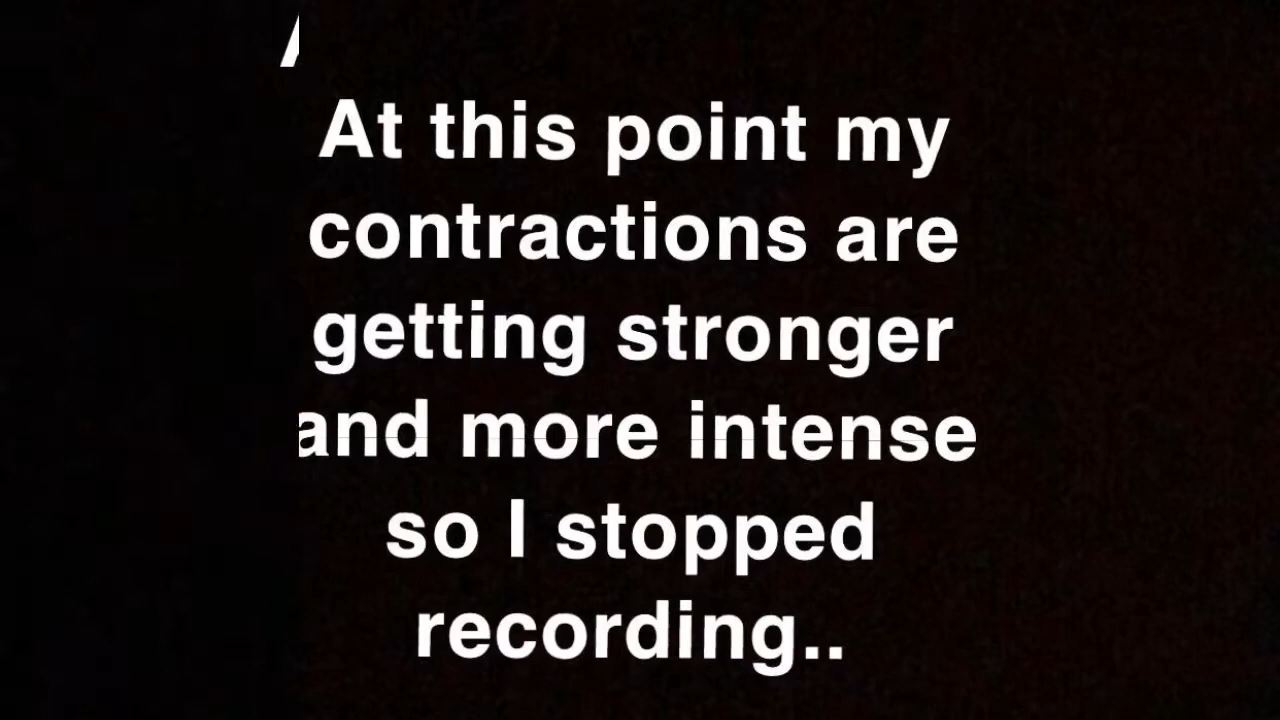 At this point my
contractions are
getting stronger
and more intense
so I stopped
recording..